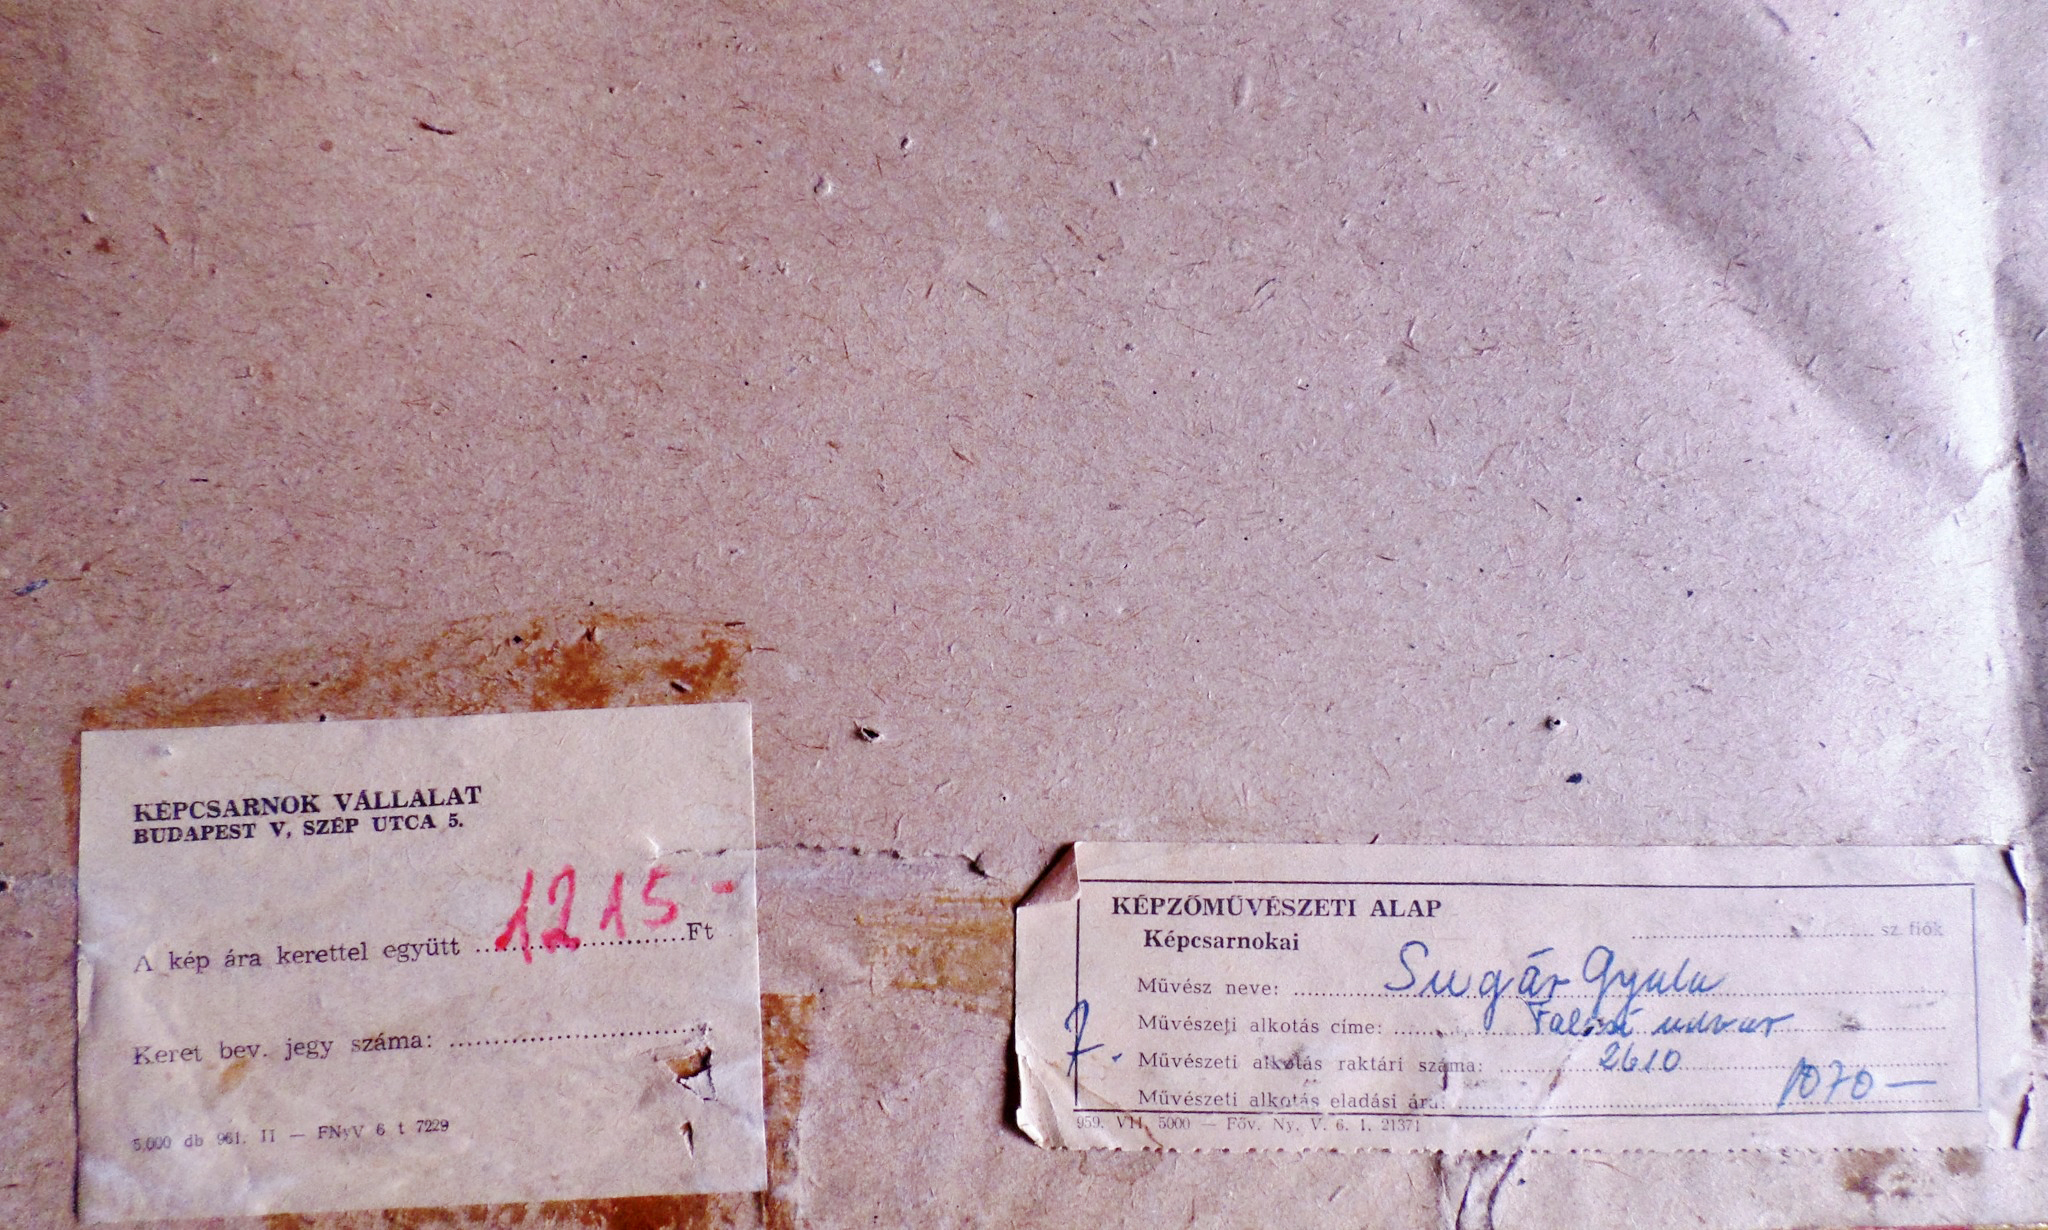 KÉPCSARNOK VÁLLALAT
BUDAPEST V, SZÉP UTCA 5.
A kép ára kerettel együtt 1215 - Ft
Keret bev. jegy száma:
5.000 db 961. II — FNyV 6 t 7229
KÉPZŐMŰVÉSZETI ALAP
Képcsarnokai
sz. fiók
Művész neve: Sugár Gyula
Művészeti alkotás címe: Falusi udvar
7.
Művészeti alkotás raktári száma: 2610
Művészeti alkotás eladási ára: 1070 —
959. VII. 5000 — Föv. Ny. V. 6. 1. 21371